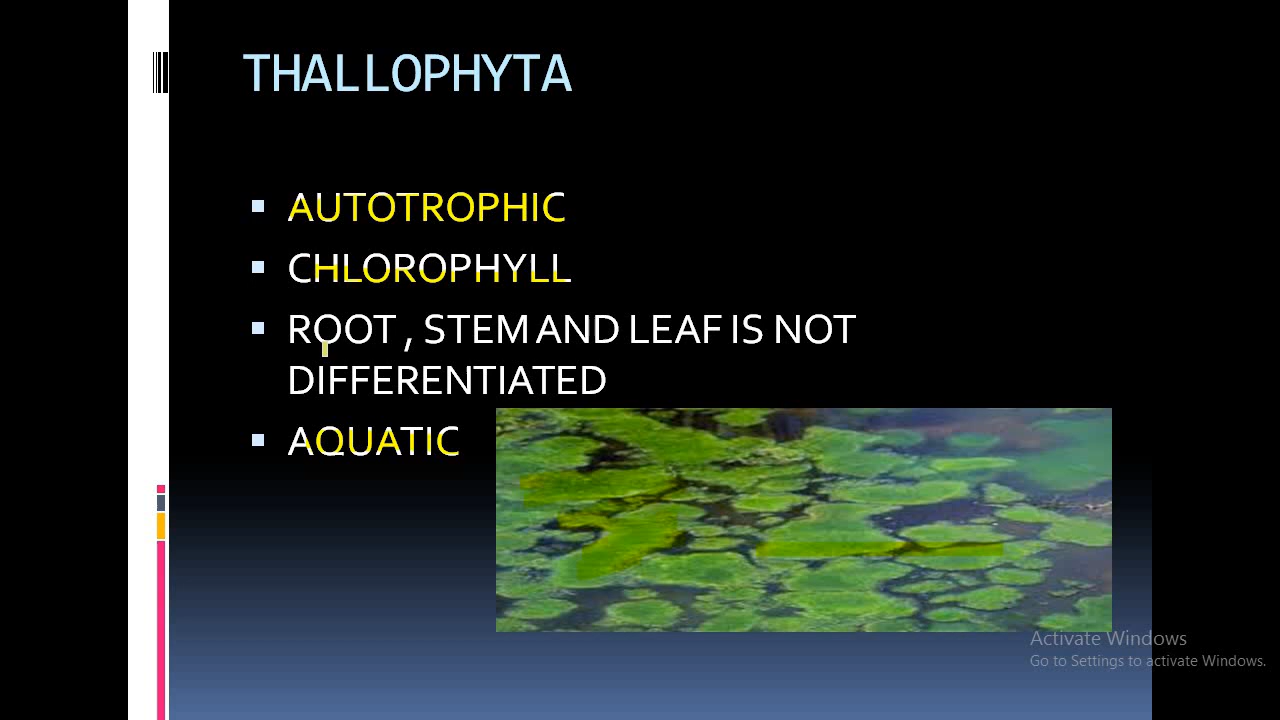 THALLOPHYTA
AUTOTROPHIC
CHLOROPHYLL
ROOT , STEM AND LEAF IS NOT
DIFFERENTIATED
AQUATIC
Activate Windows
Go to Settings to activate Windows.